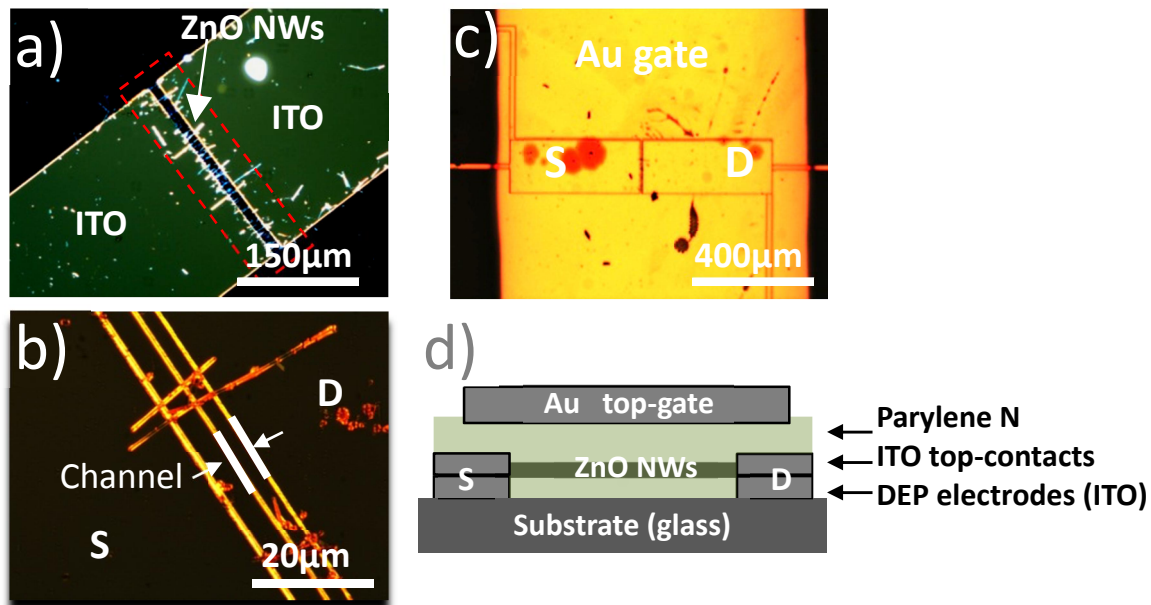 a)
ZnO NWs
ITO
ITO
150μm
b)
D
Channel
S
20μm
c)
Au gate
S
D
400μm
d)
Au top-gate
Parylene N
ZnO NWs
ITO top-contacts
S
D
DEP electrodes (ITO)
Substrate (glass)